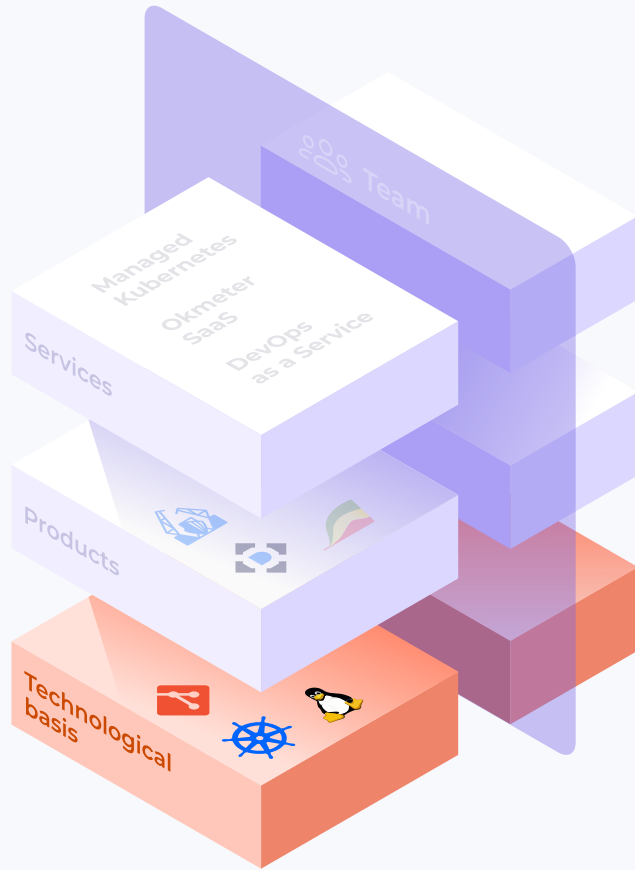 Team
Managed
Kubernetes
Okmeter
SaaS
DevOps
as a Service
Services
Products
Technological
basis